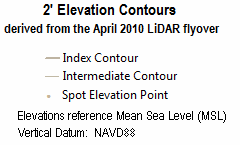 2' Elevation Contours
derived from the April 2010 LiDAR flyover
Index Contour
Intermediate Contour
Spot Elevation Point
Elevations reference Mean Sea Level (MSL)
Vertical Datum: NAVD88